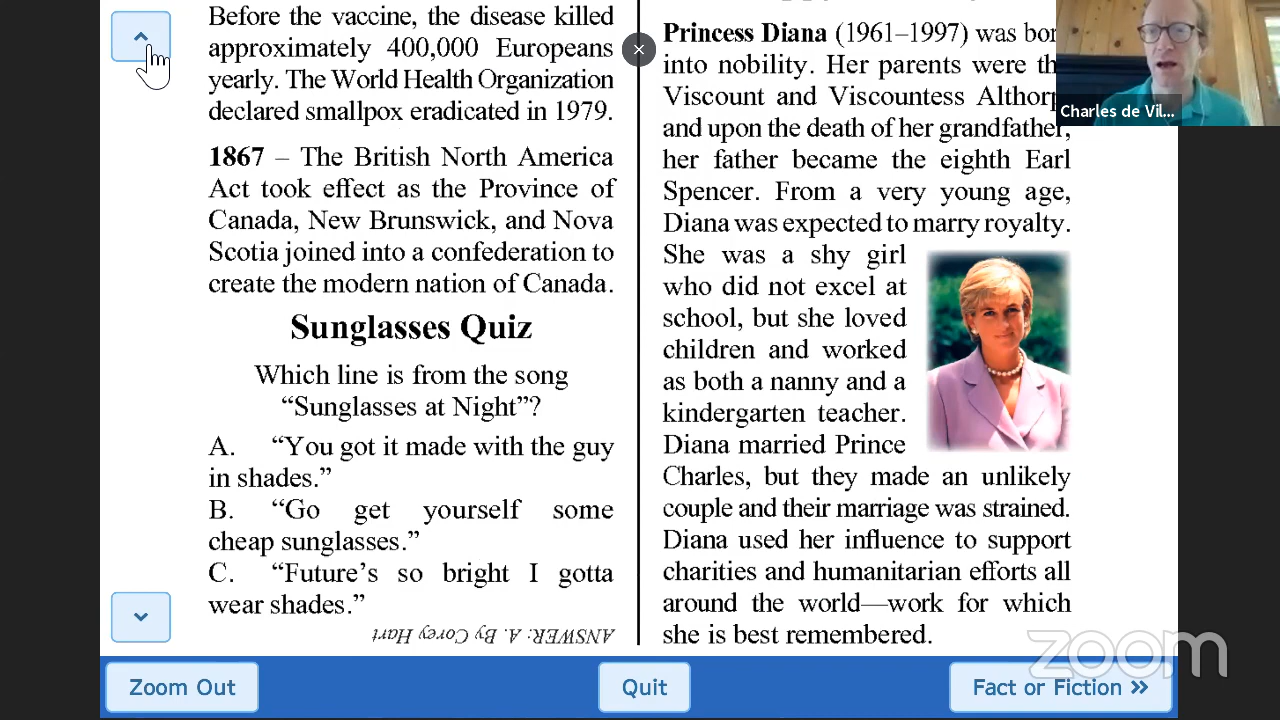 Before the vaccine, the disease killed
approximately 400,000 Europeans
yearly. The World Health Organization
declared smallpox eradicated in 1979.
1867 – The British North America
Act took effect as the Province of
Canada, New Brunswick, and Nova
Scotia joined into a confederation to
create the modern nation of Canada.
Sunglasses Quiz
Which line is from the song
“Sunglasses at Night”?
A. “You got it made with the guy
in shades.”
B. “Go get yourself some
cheap sunglasses.”
C. “Future’s so bright I gotta
wear shades.”
ANSWER: A. By Corey Hart
Princess Diana (1961–1997) was bor
into nobility. Her parents were th
Viscount and Viscountess Althorp
and upon the death of her grandfather,
her father became the eighth Earl
Spencer. From a very young age,
Diana was expected to marry royalty.
She was a shy girl
who did not excel at
school, but she loved
children and worked
as both a nanny and a
kindergarten teacher.
Diana married Prince
Charles, but they made an unlikely
couple and their marriage was strained.
Diana used her influence to support
charities and humanitarian efforts all
around the world—work for which
she is best remembered.
Charles de Vil...
zoom
Zoom Out
Quit
Fact or Fiction »